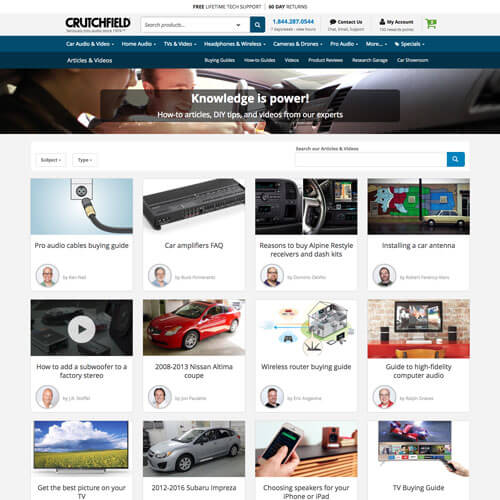 FREE LIFETIME TECH SUPPORT | 60 DAY RETURNS
CRUTCHFIELD
Seriously into audio since 1974™
Search products...
1.844.287.0544
7 days/week - view hours
Contact Us
Chat, Email, Support
My Account
150 rewards points
Car Audio & Video Home Audio TVs & Video Headphones & Wireless Cameras & Drones Pro Audio More... Specials
Articles & Videos
Buying Guides How-to Guides Videos Product Reviews Research Garage Car Showroom
Knowledge is power!
How-to articles, DIY tips, and videos from our experts
Subject Type
Search our Articles & Videos
Pro audio cables buying guide
by Ken Nail
Car amplifiers FAQ
by Buck Pomerantz
Reasons to buy Alpine Restyle
receivers and dash kits
by Dominic DeVito
Installing a car antenna
by Robert Ferency-Viars
How to add a subwoofer to a
factory stereo
by J.R. Stoffel
2008-2013 Nissan Altima
coupe
by Jon Paulette
Wireless router buying guide
by Eric Angevine
Guide to high-fidelity
computer audio
by Ralph Graves
Get the best picture on your
TV
2012-2016 Subaru Impreza
Choosing speakers for your
iPhone or iPad
TV Buying Guide